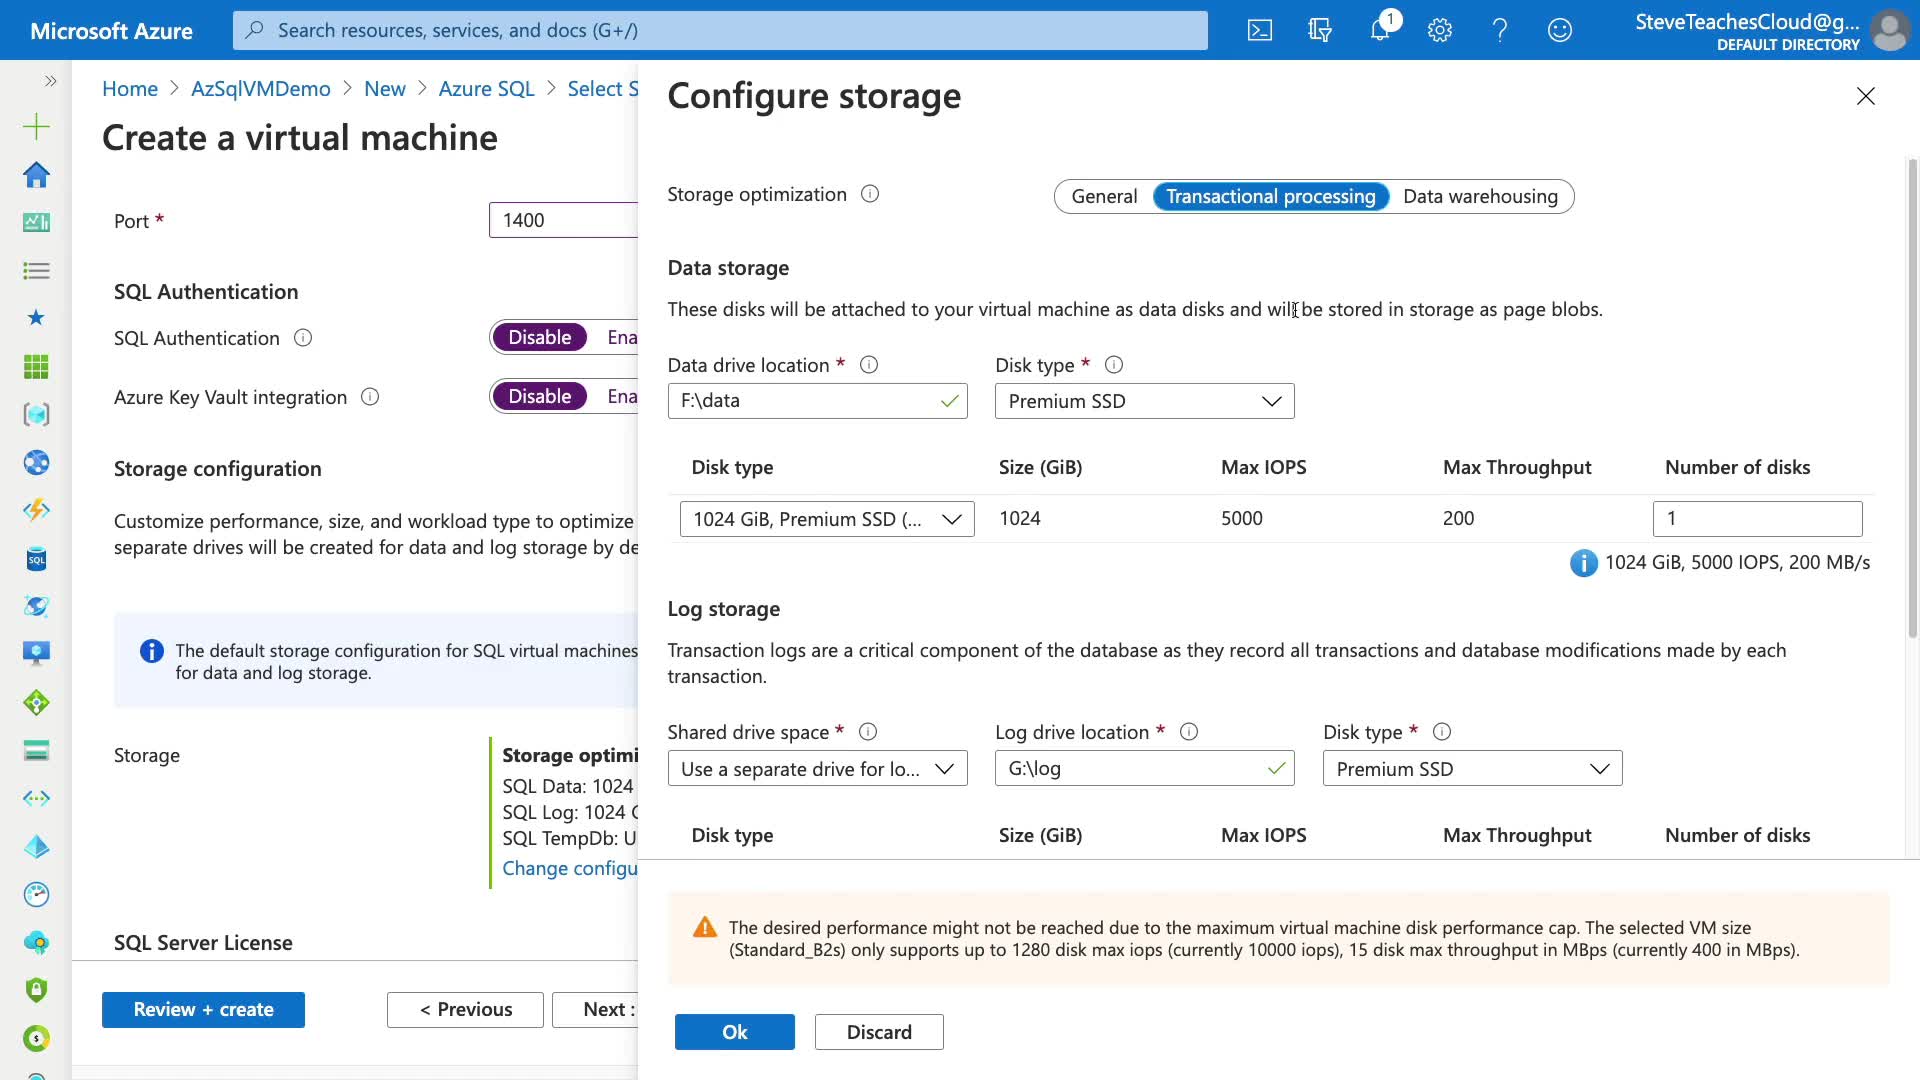 Microsoft Azure
Search resources, services, and docs (G+/)
1
SteveTeachesCloud@g...
DEFAULT DIRECTORY
Home > AzSqlVMDemo > New > Azure SQL > Select S
Create a virtual machine
Port *
1400
SQL Authentication
SQL Authentication
Disable Ena
Azure Key Vault integration
Disable Ena
Storage configuration
Customize performance, size, and workload type to optimize
separate drives will be created for data and log storage by de
The default storage configuration for SQL virtual machines
for data and log storage.
Storage
Storage optimi
SQL Data: 1024
SQL Log: 1024 G
SQL TempDb: U
Change configu
SQL Server License
Review + create
< Previous
Next :
Configure storage
Storage optimization
General Transactional processing Data warehousing
Data storage
These disks will be attached to your virtual machine as data disks and will be stored in storage as page blobs.
Data drive location * Disk type *
F:\data Premium SSD
Disk type Size (GiB) Max IOPS Max Throughput Number of disks
1024 GiB, Premium SSD (... 1024 5000 200 1
1024 GiB, 5000 IOPS, 200 MB/s
Log storage
Transaction logs are a critical component of the database as they record all transactions and database modifications made by each
transaction.
Shared drive space * Log drive location * Disk type *
Use a separate drive for lo... G:\log Premium SSD
Disk type Size (GiB) Max IOPS Max Throughput Number of disks
The desired performance might not be reached due to the maximum virtual machine disk performance cap. The selected VM size
(Standard_B2s) only supports up to 1280 disk max iops (currently 10000 iops), 15 disk max throughput in MBps (currently 400 in MBps).
Ok
Discard